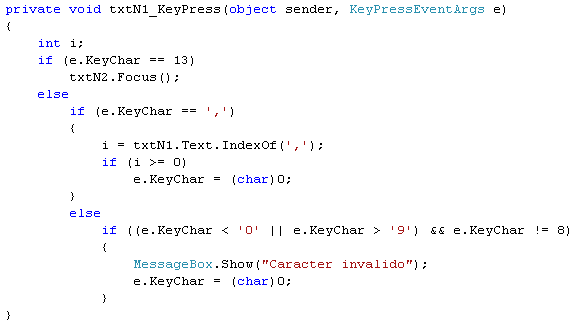 private void txtN1_KeyPress(object sender, KeyPressEventArgs e)
{
    int i;
    if (e.KeyChar == 13)
        txtN2.Focus();
    else
        if (e.KeyChar == ',')
        {
            i = txtN1.Text.IndexOf(',');
            if (i >= 0)
                e.KeyChar = (char)0;
        }
        else
            if ((e.KeyChar < '0' || e.KeyChar > '9') && e.KeyChar != 8)
            {
                MessageBox.Show("Caracter invalido");
                e.KeyChar = (char)0;
            }
}